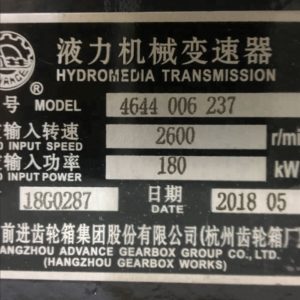 液力机械变速器
®
HYDROMEDIA TRANSMISSION
号 MODEL 4644 006 237
输入转速 2600 r/mi
D INPUT SPEED
输入功率 180 kW
D INPUT POWER
18G0287 日期 DATE 2018 05
前进齿轮箱集团股份有限公司(杭州齿轮箱厂
HANGZHOU ADVANCE GEARBOX GROUP CO., LTD.
(HANGZHOU GEARBOX WORKS)